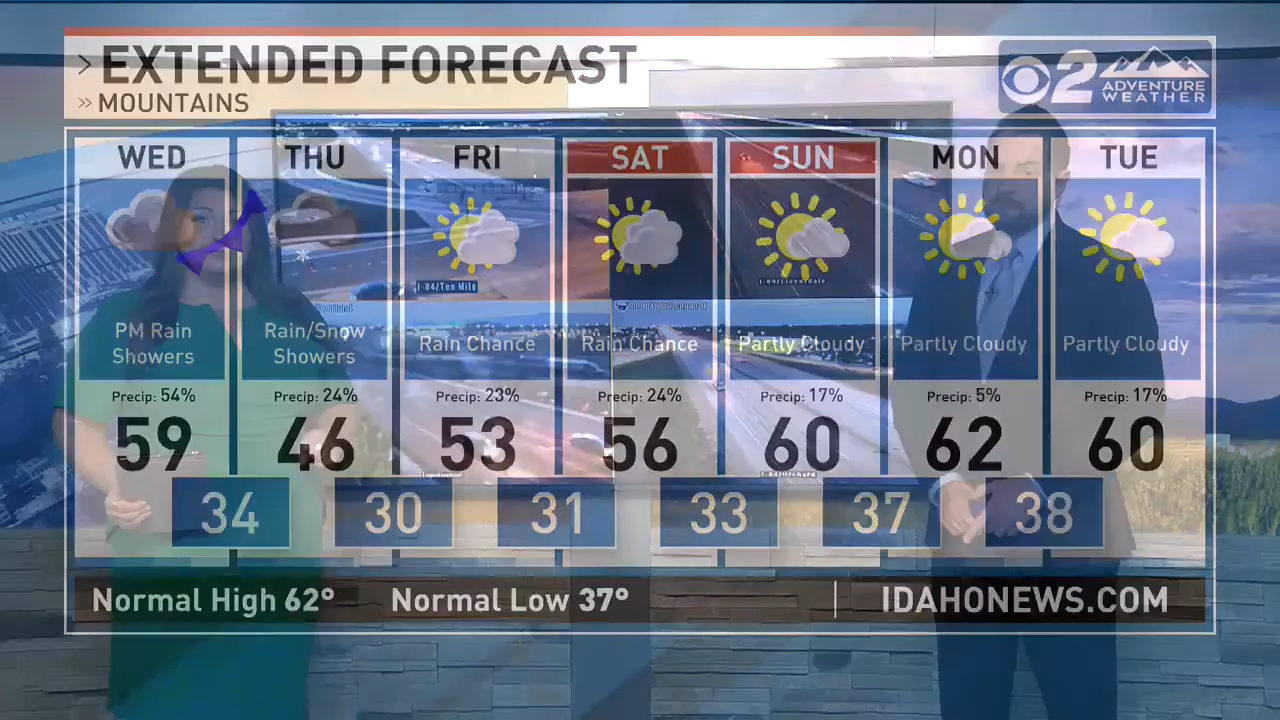 > EXTENDED FORECAST
» MOUNTAINS
2 ADVENTURE WEATHER
WED THU FRI SAT SUN MON TUE
I-84/Ten Mile
PM Rain Showers
Rain/Snow Showers
Rain Chance
Rain Chance
Partly Cloudy
Partly Cloudy
Partly Cloudy
Precip: 54% Precip: 24% Precip: 23% Precip: 24% Precip: 17% Precip: 5% Precip: 17%
59 46 53 56 60 62 60
34 30 31 33 37 38
Normal High 62° Normal Low 37° IDAHONEWS.COM